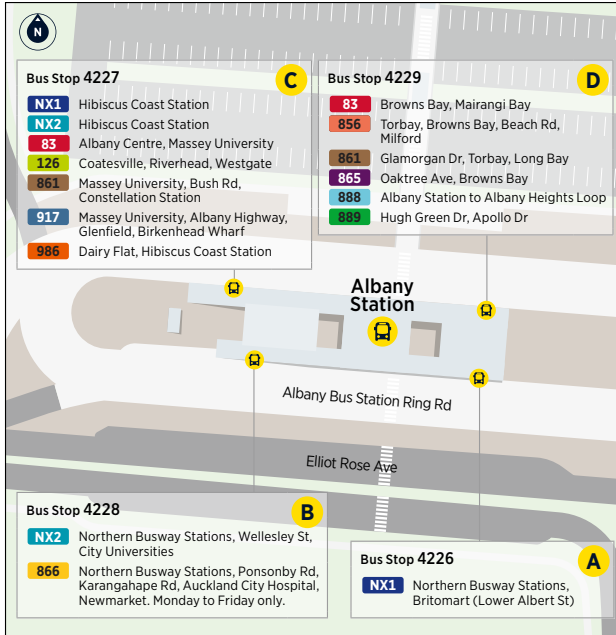 N
Bus Stop 4227
C
NX1 Hibiscus Coast Station
NX2 Hibiscus Coast Station
83 Albany Centre, Massey University
126 Coatesville, Riverhead, Westgate
861 Massey University, Bush Rd,
Constellation Station
917 Massey University, Albany Highway,
Glenfield, Birkenhead Wharf
986 Dairy Flat, Hibiscus Coast Station
Bus Stop 4229
D
83 Browns Bay, Mairangi Bay
856 Torbay, Browns Bay, Beach Rd,
Milford
861 Glamorgan Dr, Torbay, Long Bay
865 Oaktree Ave, Browns Bay
888 Albany Station to Albany Heights Loop
889 Hugh Green Dr, Apollo Dr
Albany
Station
Albany Bus Station Ring Rd
Elliot Rose Ave
Bus Stop 4228
B
NX2 Northern Busway Stations, Wellesley St,
City Universities
866 Northern Busway Stations, Ponsonby Rd,
Karangahape Rd, Auckland City Hospital,
Newmarket. Monday to Friday only.
Bus Stop 4226
A
NX1 Northern Busway Stations,
Britomart (Lower Albert St)